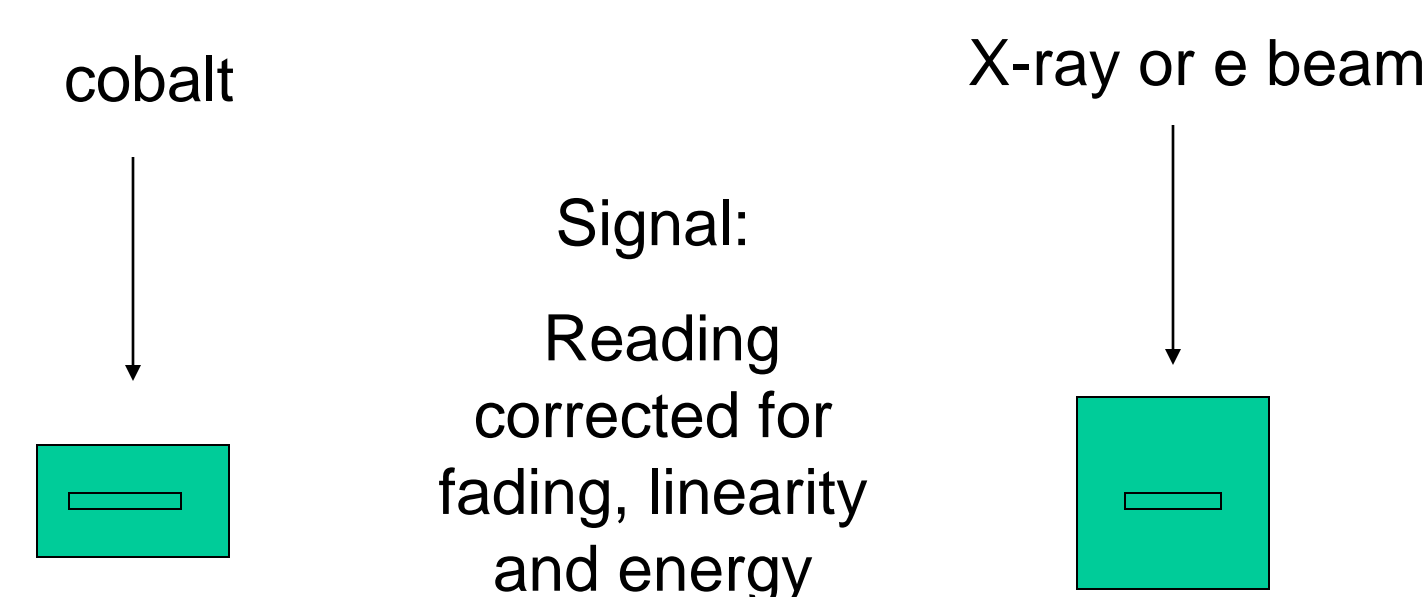 cobalt
X-ray or e beam
Signal:
Reading
corrected for
fading, linearity
and energy